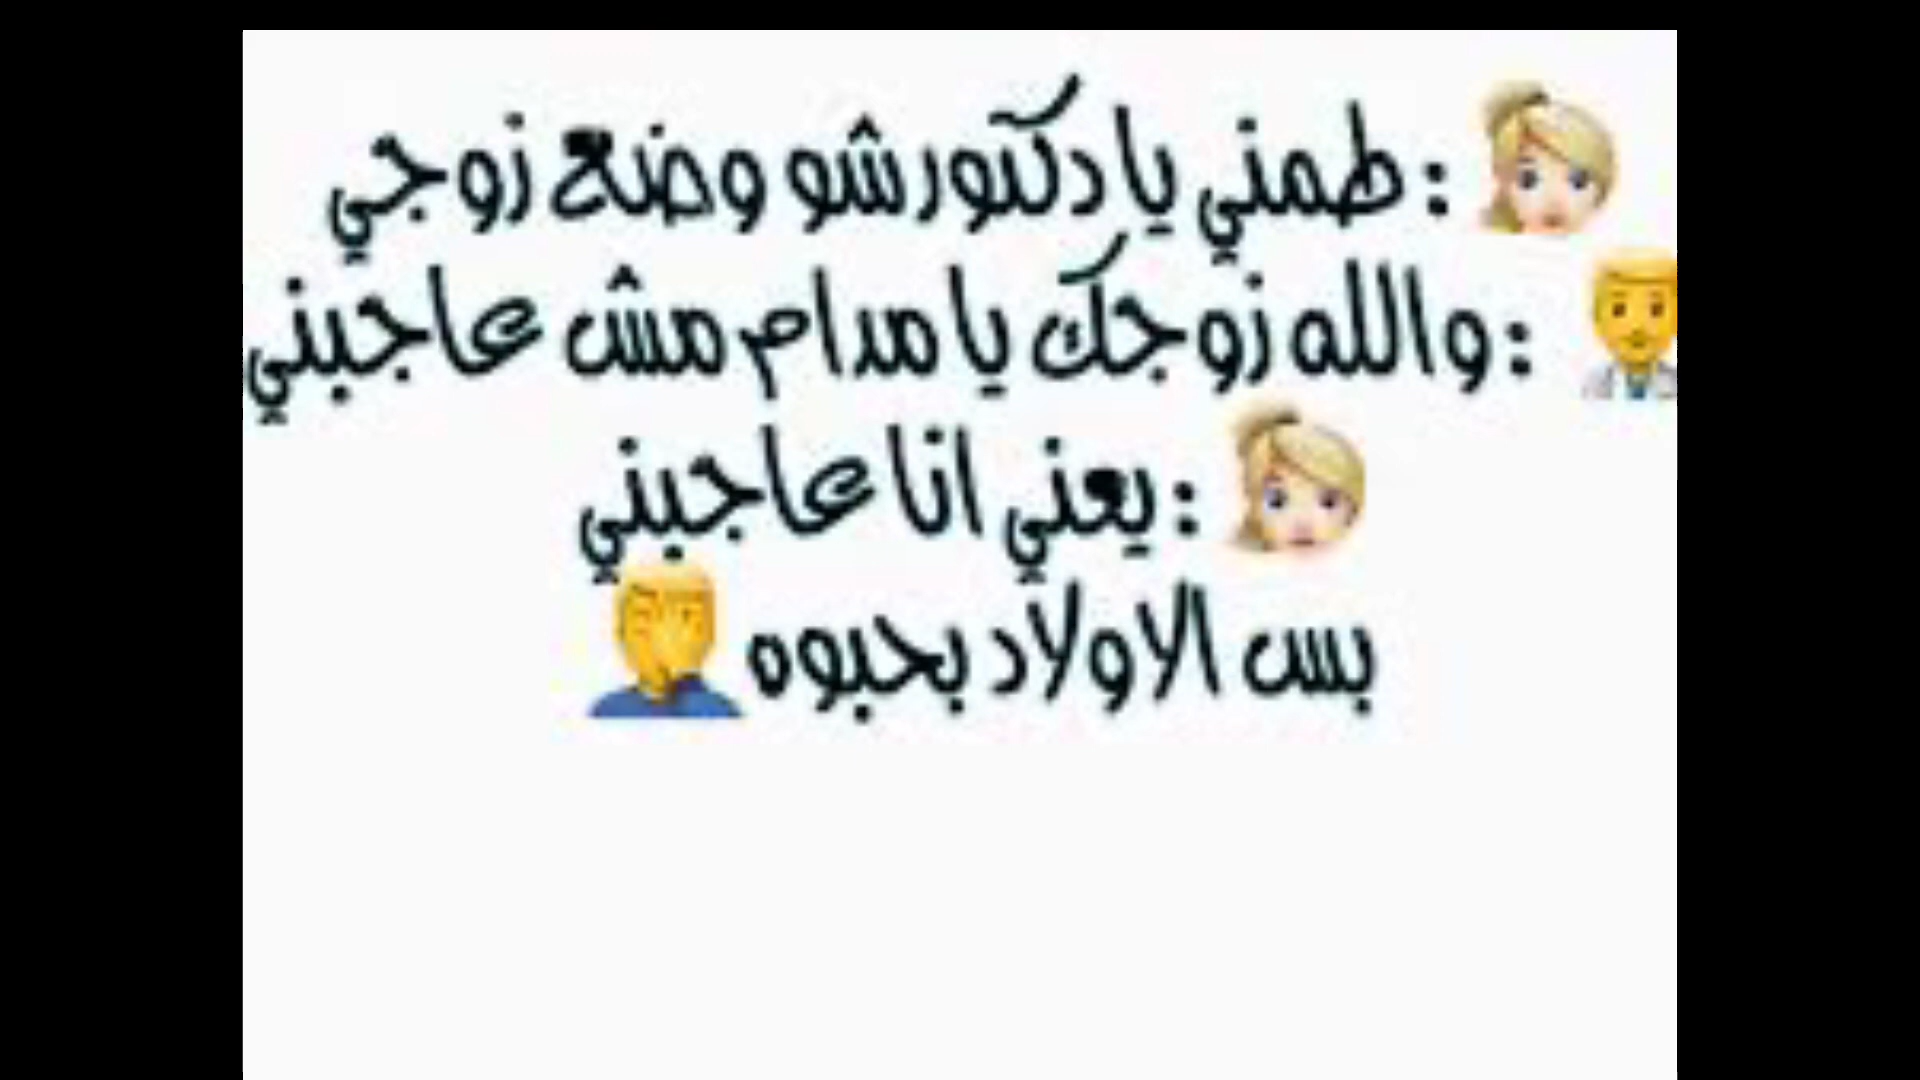 : طمني يا دكتور شو وضع زوجي
: والله زوجك يا مدام مش عاجبني
: يعني انا عاجبني
بس الاولاد بحبوه